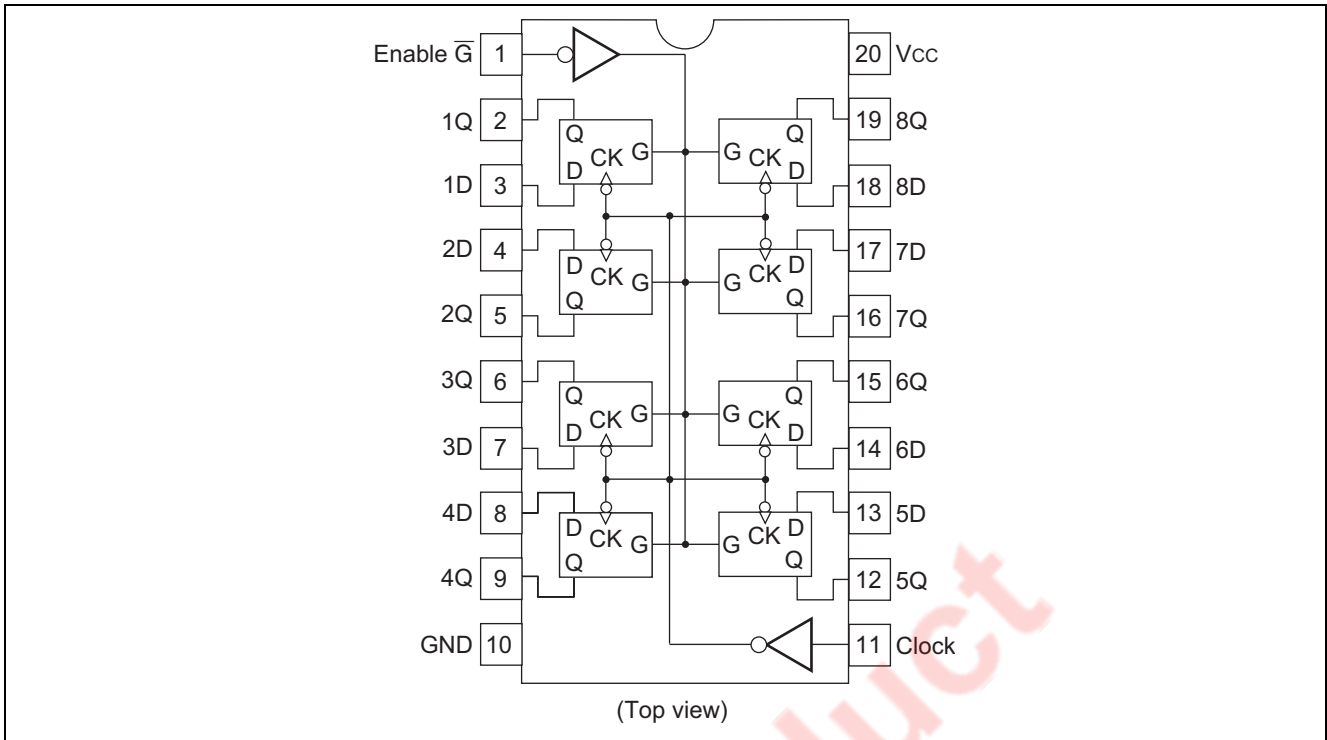 Enable G̅ 1
20 VCC
1Q 2
19 8Q
Q
CK
D
G
G
Q
CK
D
1D 3
18 8D
2D 4
17 7D
D
CK
Q
G
G
D
CK
Q
2Q 5
16 7Q
3Q 6
15 6Q
Q
CK
D
G
G
Q
CK
D
3D 7
14 6D
4D 8
13 5D
D
CK
Q
G
G
D
CK
Q
4Q 9
12 5Q
GND 10
11 Clock
(Top view)